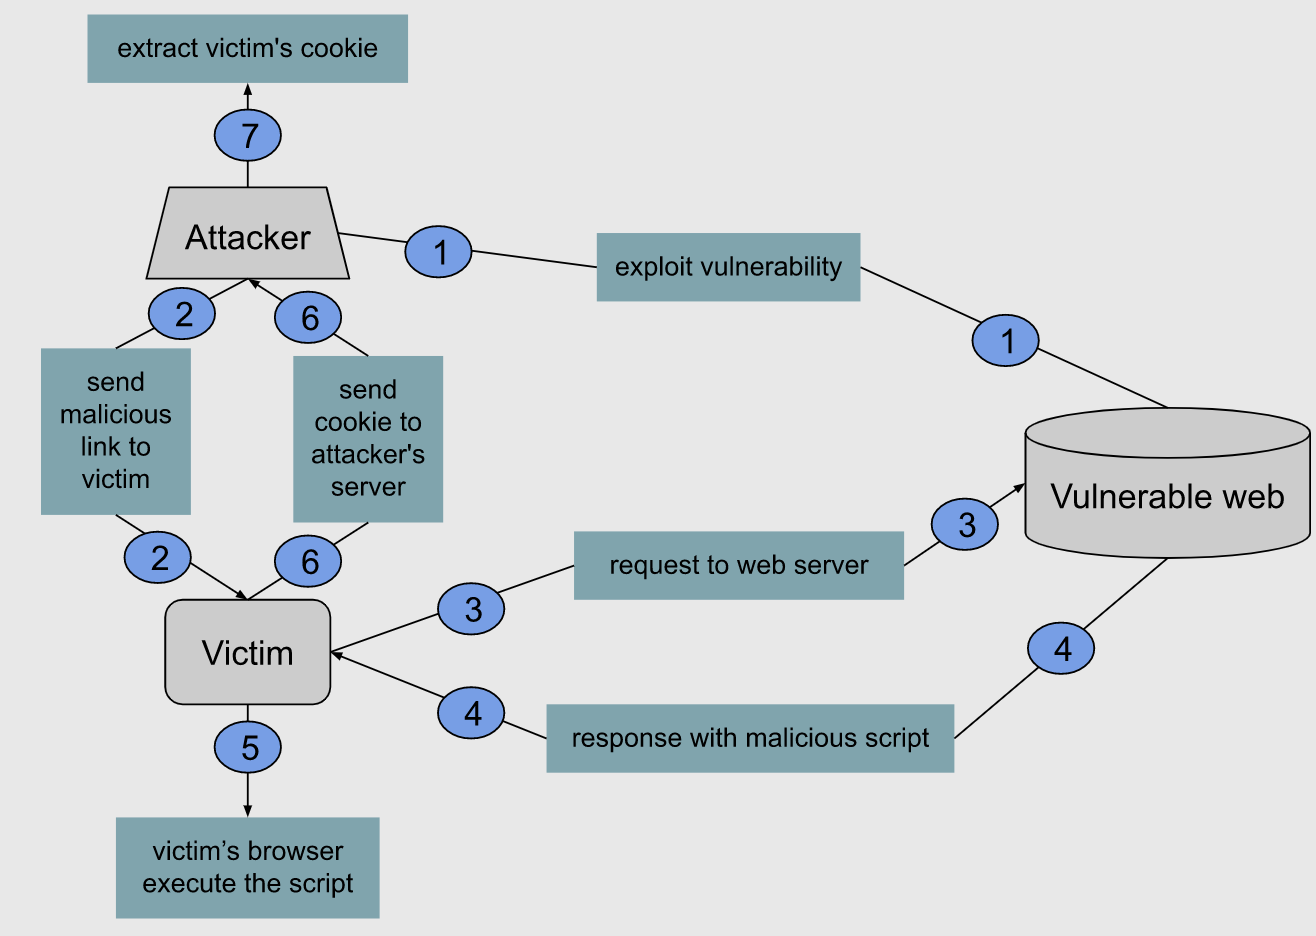 extract victim's cookie
7
Attacker
1
exploit vulnerability
1
2
6
send
malicious
link to
victim
send
cookie to
attacker's
server
2
6
Vulnerable web
3
request to web server
3
Victim
4
response with malicious script
4
5
victim’s browser
execute the script